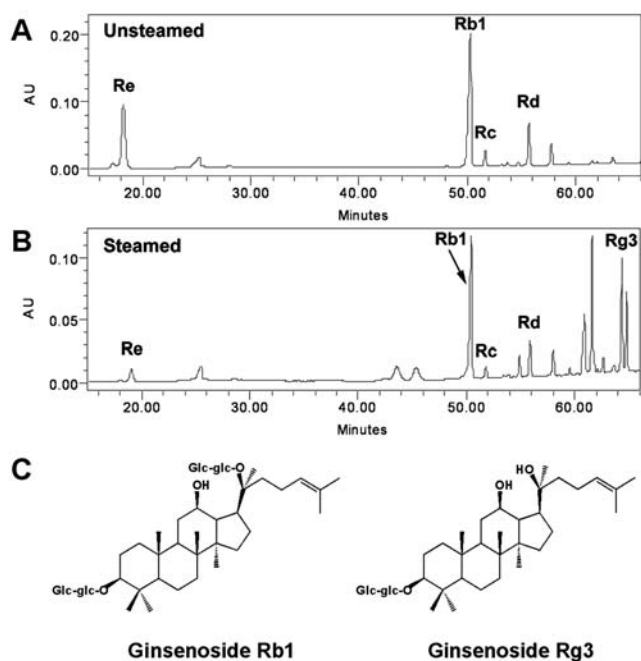 A
Unsteamed
0.20
0.10
0.00
AU
Re
Rb1
Rc
Rd
20.00 30.00 40.00 50.00 60.00
Minutes
B
Steamed
0.10
0.05
0.00
AU
Re
Rb1
Rc
Rd
Rg3
20.00 30.00 40.00 50.00 60.00
Minutes
C
Glc-glc-O
OH
Glc-glc-O
Ginsenoside Rb1
HO
OH
Glc-glc-O
Ginsenoside Rg3